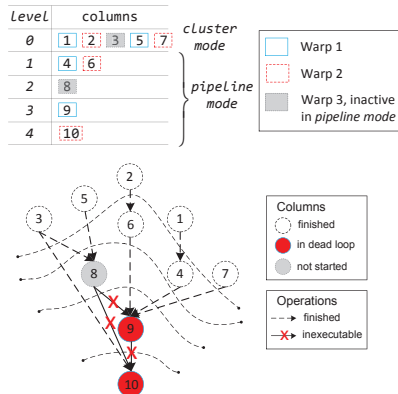 level columns
0 1 2 3 5 7 cluster mode
1 4 6
2 8 pipeline mode
3 9
4 10
Warp 1
Warp 2
Warp 3, inactive
in pipeline mode
2
5
3 6 1
8 4 7
9
10
Columns
finished
in dead loop
not started
Operations
finished
X inexecutable
X
X
X